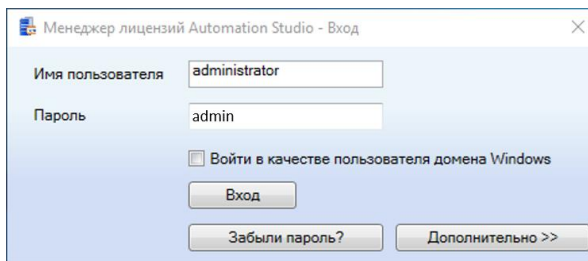 Менеджер лицензий Automation Studio - Вход
Имя пользователя administrator
Пароль admin
Войти в качестве пользователя домена Windows
Вход
Забыли пароль? Дополнительно >>